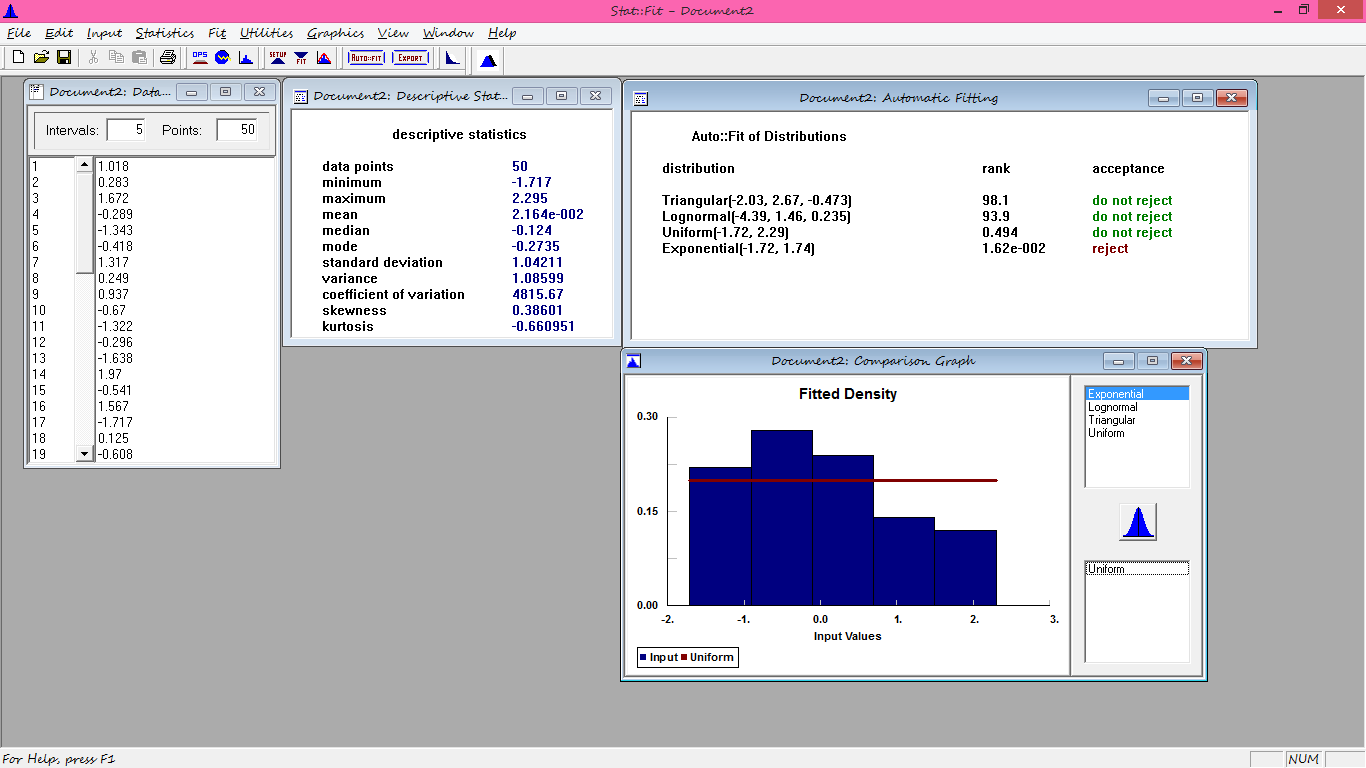 Stat::Fit - Document2
File Edit Input Statistics Fit Utilities Graphics View Window Help
OPS SETUP FIT AUTO::FIT EXPORT
Document2: Data...
Intervals: 5 Points: 50
1 1.018
2 0.283
3 1.672
4 -0.289
5 -1.343
6 -0.418
7 1.317
8 0.249
9 0.937
10 -0.67
11 -1.322
12 -0.296
13 -1.638
14 1.97
15 -0.541
16 1.567
17 -1.717
18 0.125
19 -0.608
Document2: Descriptive Stat...
descriptive statistics
data points 50
minimum -1.717
maximum 2.295
mean 2.164e-002
median -0.124
mode -0.2735
standard deviation 1.04211
variance 1.08599
coefficient of variation 4815.67
skewness 0.38601
kurtosis -0.660951
Document2: Automatic Fitting
Auto::Fit of Distributions
distribution rank acceptance
Triangular(-2.03, 2.67, -0.473) 98.1 do not reject
Lognormal(-4.39, 1.46, 0.235) 93.9 do not reject
Uniform(-1.72, 2.29) 0.494 do not reject
Exponential(-1.72, 1.74) 1.62e-002 reject
Document2: Comparison Graph
Fitted Density
0.30
0.15
0.00
-2. -1. 0.0 1. 2. 3.
Input Values
Input Uniform
Exponential
Lognormal
Triangular
Uniform
Uniform
For Help, press F1
NUM